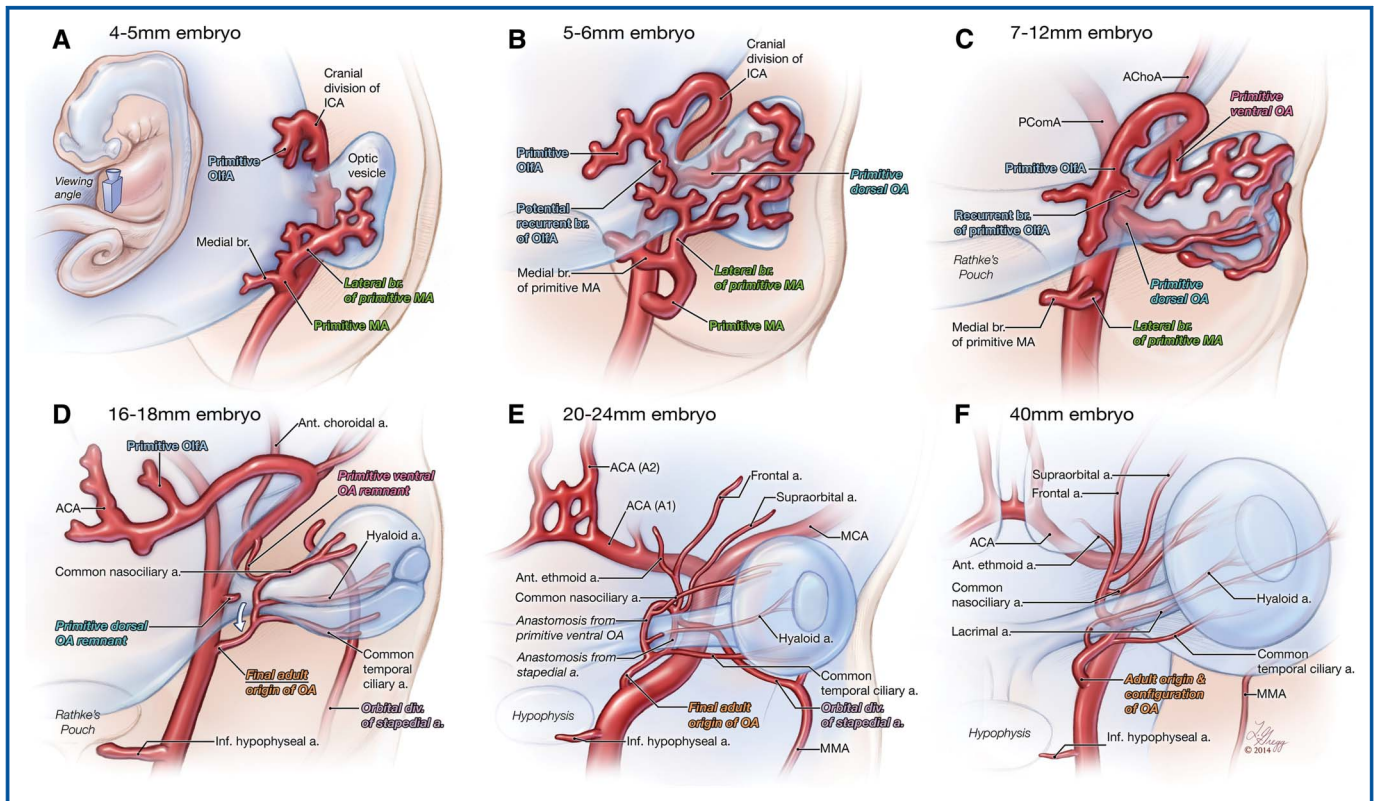 A
4-5mm embryo
Cranial
division of
ICA
Primitive
OlfA
Optic
vesicle
Viewing
angle
Medial br.
Lateral br.
of primitive MA
Primitive MA
B
5-6mm embryo
Cranial
division of
ICA
Primitive
OlfA
Primitive
dorsal OA
Potential
recurrent br.
of OlfA
Medial br.
of primitive MA
Lateral br.
of primitive MA
Primitive MA
C
7-12mm embryo
AChoA
Primitive
ventral OA
PComA
Primitive OlfA
Recurrent br.
of primitive OlfA
Rathke's
Pouch
Primitive
dorsal OA
Medial br.
of primitive MA
Lateral br.
of primitive MA
D
16-18mm embryo
Ant. choroidal a.
Primitive OlfA
Primitive ventral
OA remnant
ACA
Hyaloid a.
Common nasociliary a.
Primitive dorsal
OA remnant
Common
temporal
ciliary a.
Final adult
origin of OA
Rathke's
Pouch
Orbital div.
of stapedial a.
Inf. hypophyseal a.
E
20-24mm embryo
ACA (A2)
Frontal a.
Supraorbital a.
ACA (A1)
MCA
Ant. ethmoid a.
Common nasociliary a.
Anastomosis from
primitive ventral OA
Hyaloid a.
Anastomosis from
stapedial a.
Common
temporal ciliary a.
Hypophysis
Final adult
origin of OA
Orbital div.
of stapedial a.
Inf. hypophyseal a.
MMA
F
40mm embryo
Supraorbital a.
Frontal a.
ACA
Ant. ethmoid a.
Common
nasociliary a.
Hyaloid a.
Lacrimal a.
Common
temporal ciliary a.
Adult origin &
configuration
of OA
MMA
Hypophysis
Inf. hypophyseal a.
Gregg
© 2014